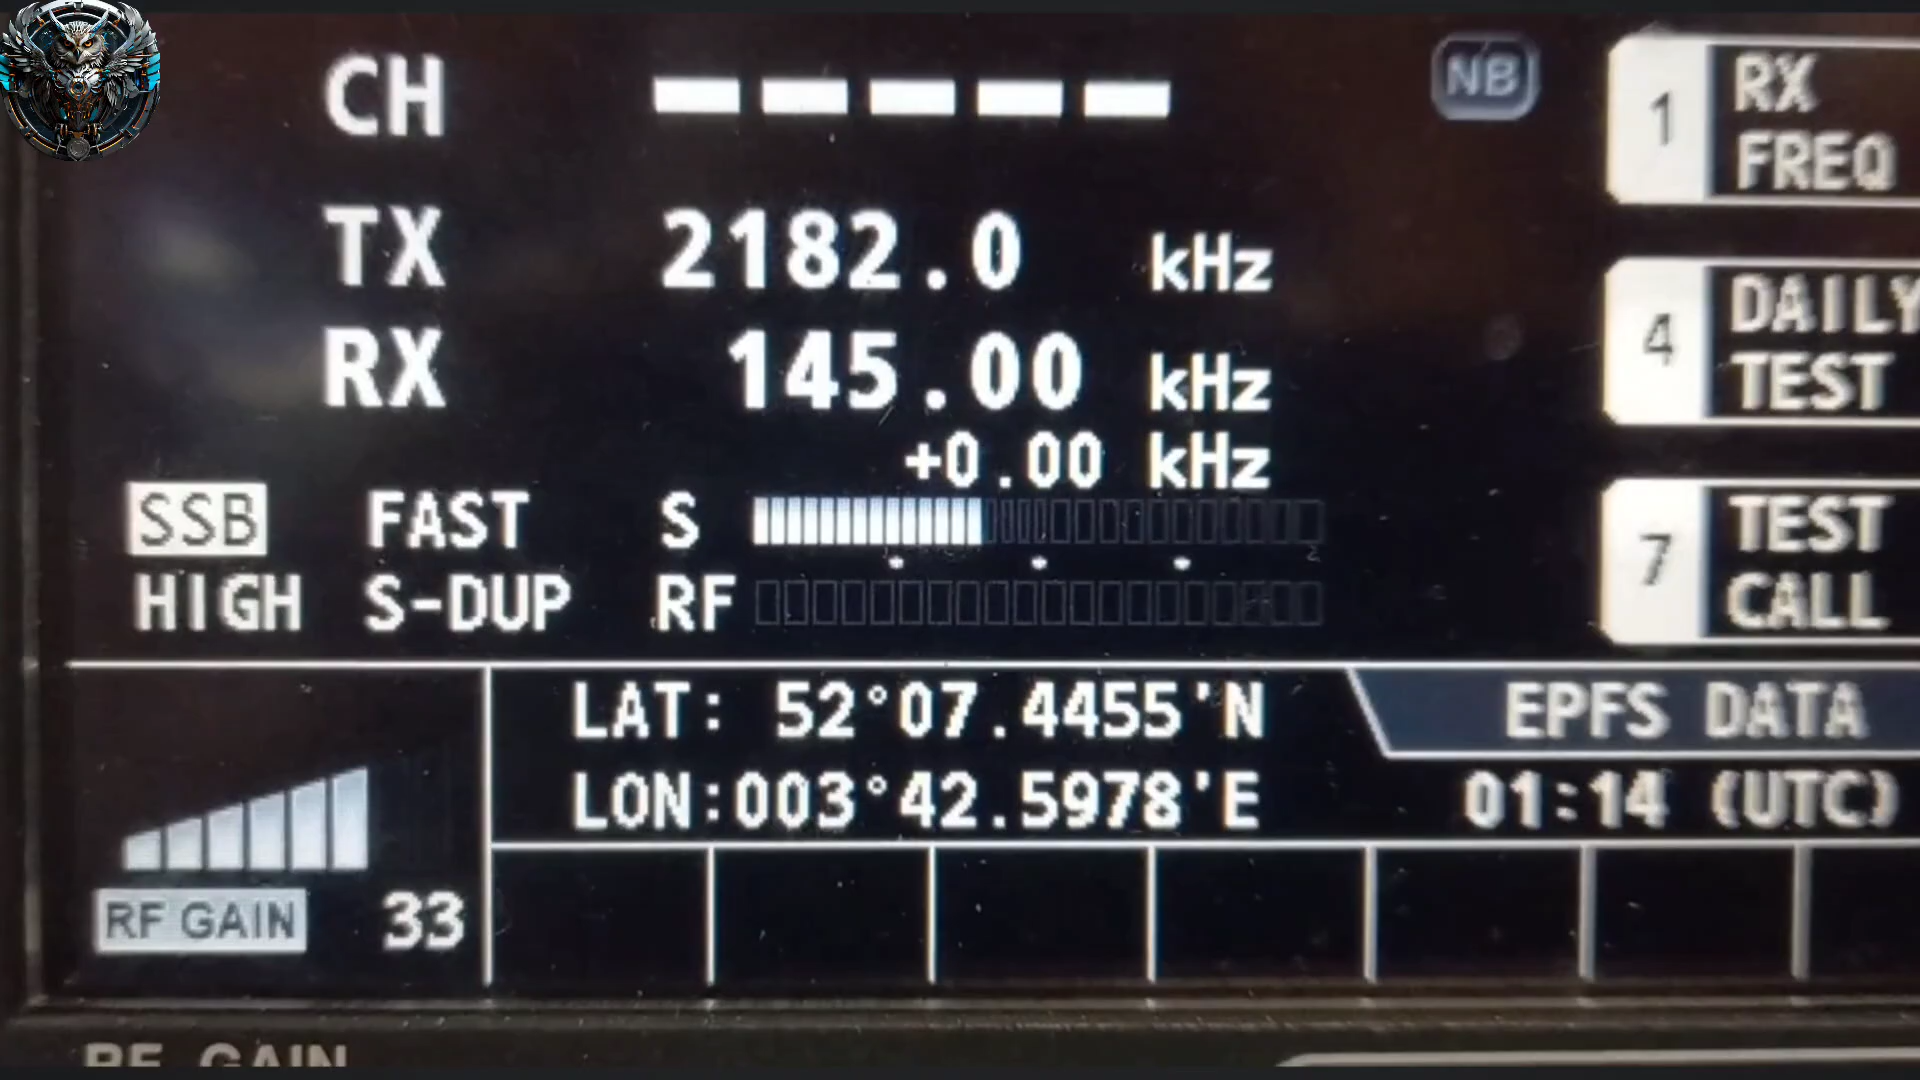 CH ━ ━ ━ ━ ━ NB
TX 2182.0 kHz
RX 145.00 kHz
+0.00 kHz
SSB FAST S
HIGH S-DUP RF
1 RX
FREQ
4 DAILY
TEST
7 TEST
CALL
LAT: 52°07.4455'N
LON:003°42.5978'E
EPFS DATA
01:14 (UTC)
RF GAIN 33
RF GAIN